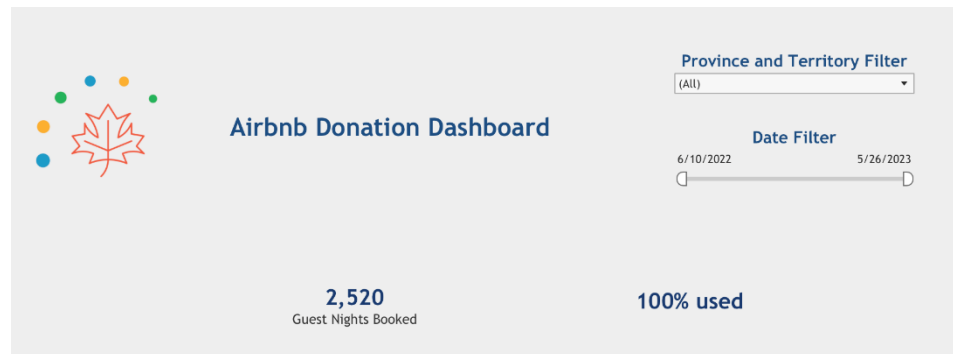 Province and Territory Filter
(All)
Airbnb Donation Dashboard
Date Filter
6/10/2022 5/26/2023
2,520
Guest Nights Booked
100% used